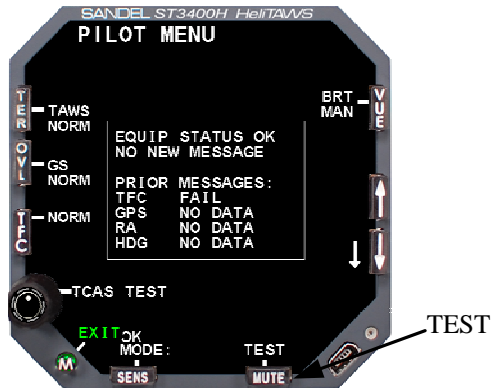 SANDEL ST3400H HeliTAWS
PILOT MENU
TER
TAWS
NORM
BRT
MAN
VUE
OVL
GS
NORM
EQUIP STATUS OK
NO NEW MESSAGE
PRIOR MESSAGES:
TFC FAIL
GPS NO DATA
RA NO DATA
HDG NO DATA
TFC
NORM
TCAS TEST
EXIT OK
MODE:
TEST
M
SENS
MUTE
TEST